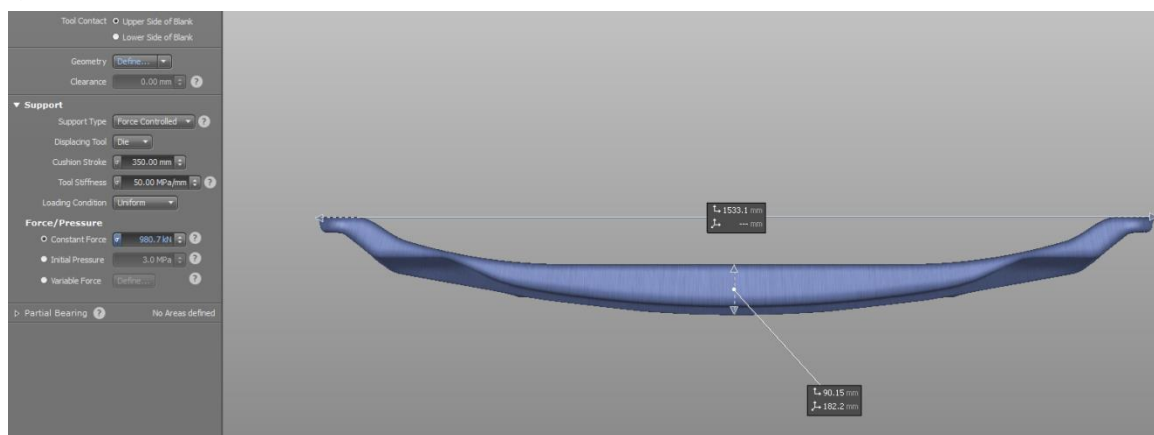 Tool Contact Upper Side of Blank
Lower Side of Blank
Geometry Define...
Clearance 0.00 mm ?
Support
Support Type Force Controlled ?
Displacing Tool Die
Cushion Stroke 350.00 mm
Tool Stiffness 50.00 MPa/mm ?
Loading Condition Uniform
Force/Pressure
Constant Force 980.7 kN ?
Initial Pressure 3.0 MPa ?
Variable Force Define... ?
Partial Bearing ? No Areas defined
1533.1 mm
--- mm
90.15 mm
182.2 mm